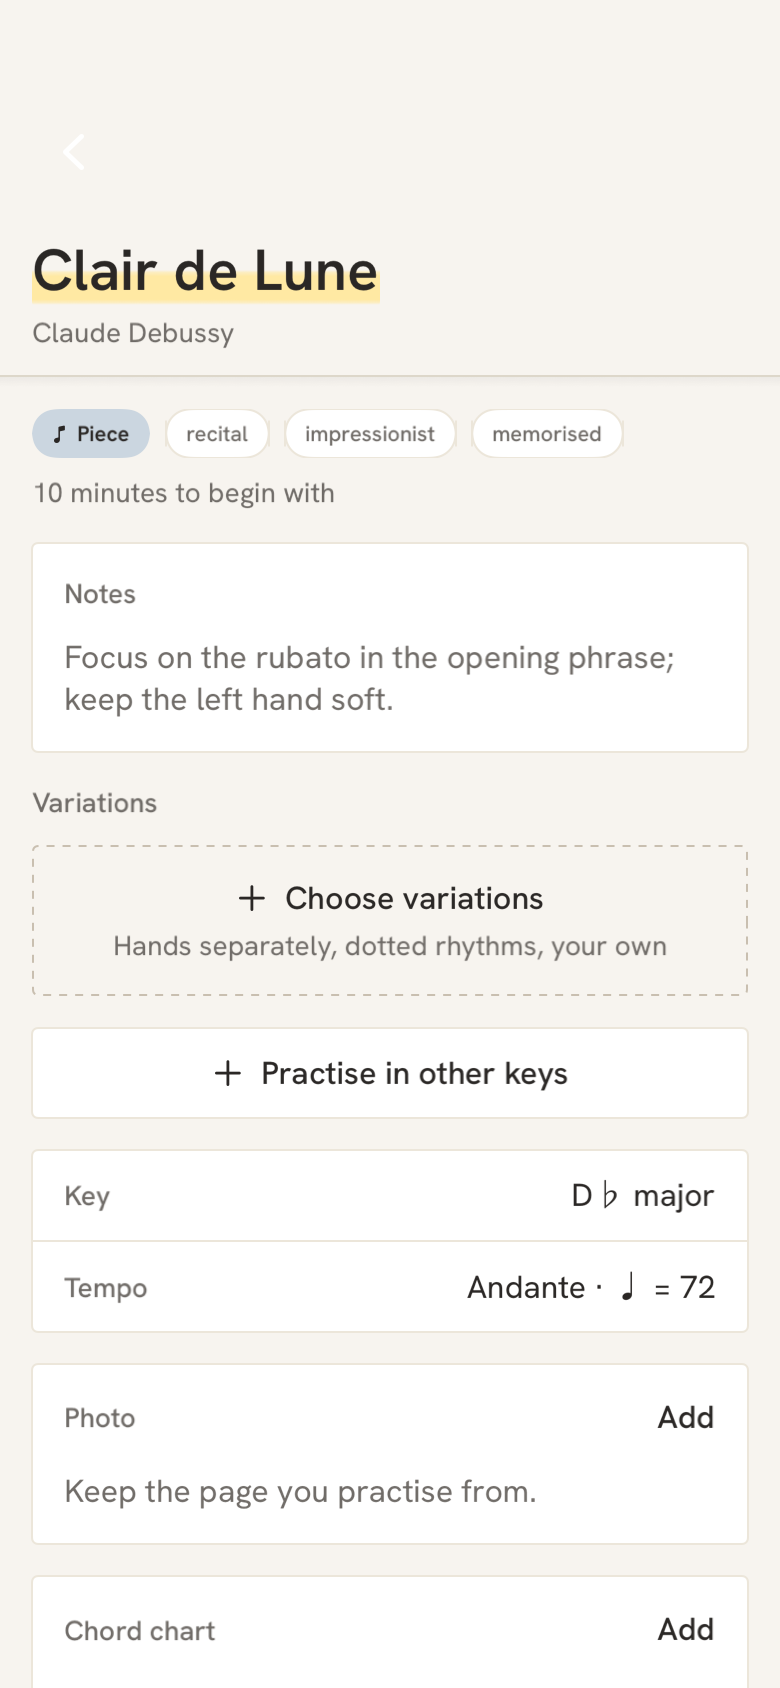 Clair de Lune
Claude Debussy
Piece
recital
impressionist
memorised
10 minutes to begin with
Notes
Focus on the rubato in the opening phrase;
keep the left hand soft.
Variations
+ Choose variations
Hands separately, dotted rhythms, your own
+ Practise in other keys
Key
D♭ major
Tempo
Andante · ♩ = 72
Photo
Add
Keep the page you practise from.
Chord chart
Add